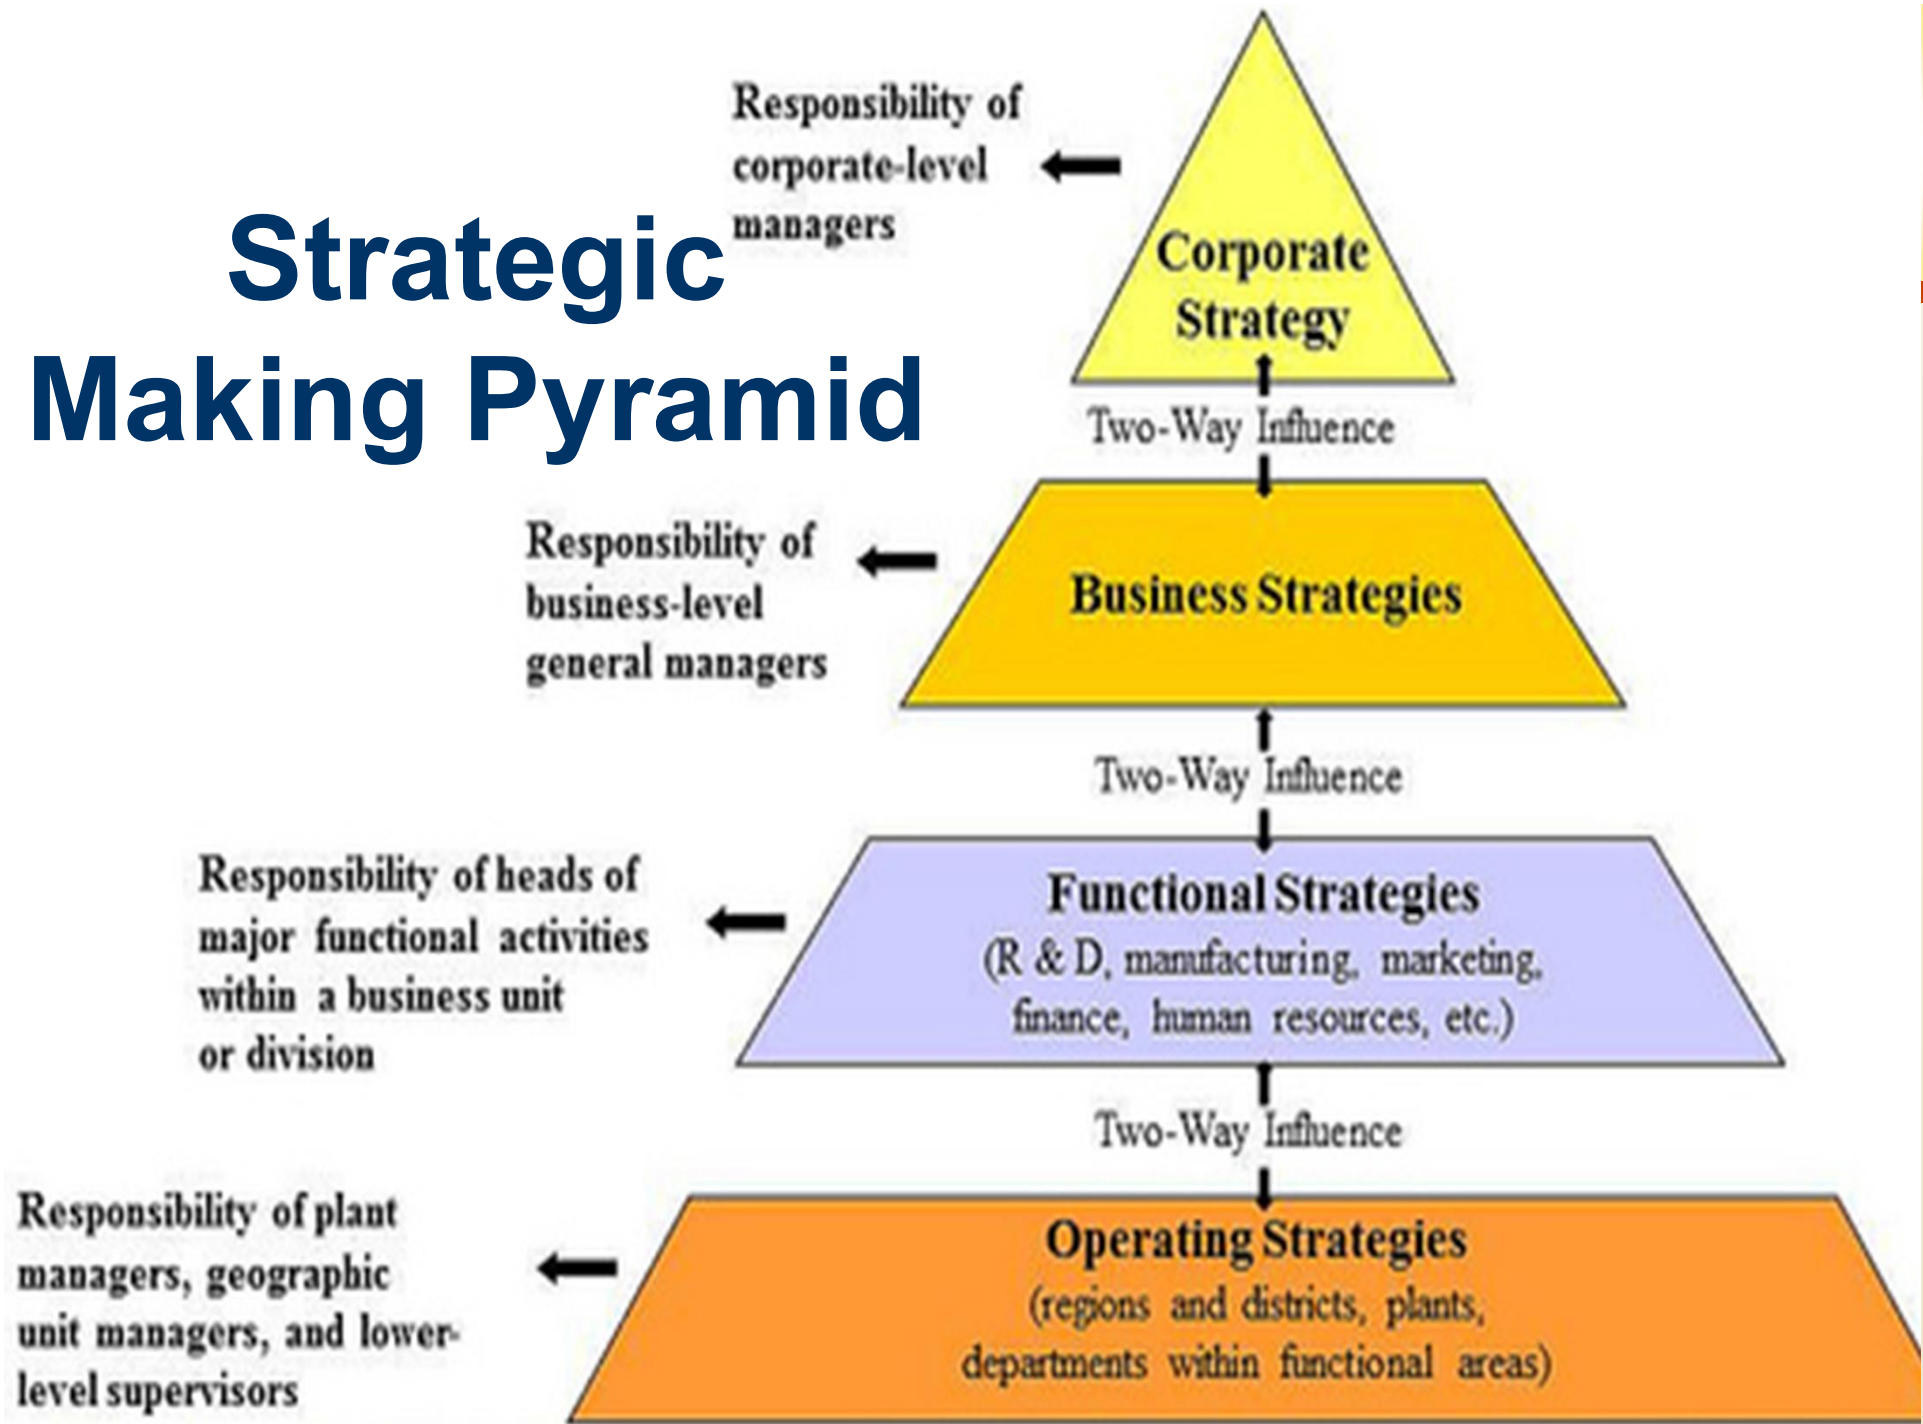 Strategic
Making Pyramid
Responsibility of
corporate-level
managers
Corporate
Strategy
Two-Way Influence
Responsibility of
business-level
general managers
Business Strategies
Two-Way Influence
Responsibility of heads of
major functional activities
within a business unit
or division
Functional Strategies
(R & D, manufacturing, marketing,
finance, human resources, etc.)
Two-Way Influence
Responsibility of plant
managers, geographic
unit managers, and lower-
level supervisors
Operating Strategies
(regions and districts, plants,
departments within functional areas)